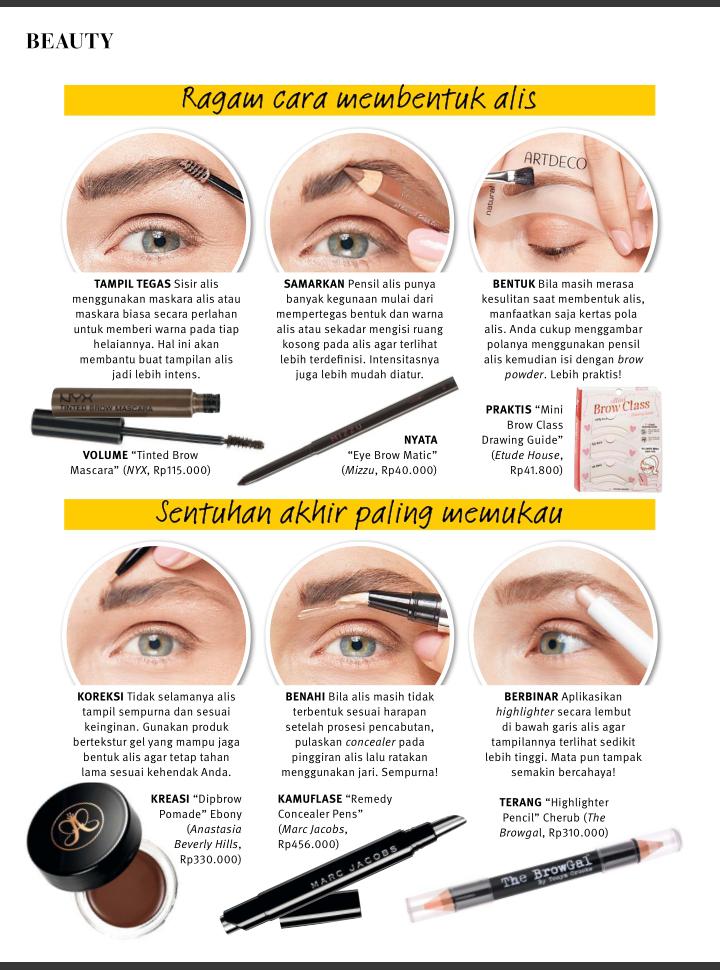 BEAUTY
Ragam cara membentuk alis
ARTDECO
natural
TAMPIL TEGAS Sisir alis
menggunakan maskara alis atau
maskara biasa secara perlahan
untuk memberi warna pada tiap
helaiannya. Hal ini akan
membantu buat tampilan alis
jadi lebih intens.
SAMARKAN Pensil alis punya
banyak kegunaan mulai dari
mempertegas bentuk dan warna
alis atau sekadar mengisi ruang
kosong pada alis agar terlihat
lebih terdefinisi. Intensitasnya
juga lebih mudah diatur.
BENTUK Bila masih merasa
kesulitan saat membentuk alis,
manfaatkan saja kertas pola
alis. Anda cukup menggambar
polanya menggunakan pensil
alis kemudian isi dengan brow
powder. Lebih praktis!
NYX
TINTED BROW MASCARA
VOLUME “Tinted Brow
Mascara” (NYX, Rp115.000)
MIZZU
NYATA
“Eye Brow Matic”
(Mizzu, Rp40.000)
PRAKTIS “Mini
Brow Class
Drawing Guide”
(Etude House,
Rp41.800)
Mini
Brow Class
Sentuhan akhir paling memukau
KOREKSI Tidak selamanya alis
tampil sempurna dan sesuai
keinginan. Gunakan produk
bertekstur gel yang mampu jaga
bentuk alis agar tetap tahan
lama sesuai kehendak Anda.
BENAHI Bila alis masih tidak
terbentuk sesuai harapan
setelah prosesi pencabutan,
pulaskan concealer pada
pinggiran alis lalu ratakan
menggunakan jari. Sempurna!
BERBINAR Aplikasikan
highlighter secara lembut
di bawah garis alis agar
tampilannya terlihat sedikit
lebih tinggi. Mata pun tampak
semakin bercahaya!
KREASI “Dipbrow
Pomade” Ebony
(Anastasia
Beverly Hills,
Rp330.000)
KAMUFLASE “Remedy
Concealer Pens”
(Marc Jacobs,
Rp456.000)
MARC JACOBS
TERANG “Highlighter
Pencil” Cherub (The
Browgal, Rp310.000)
The BrowGal
By Tonya Crooks